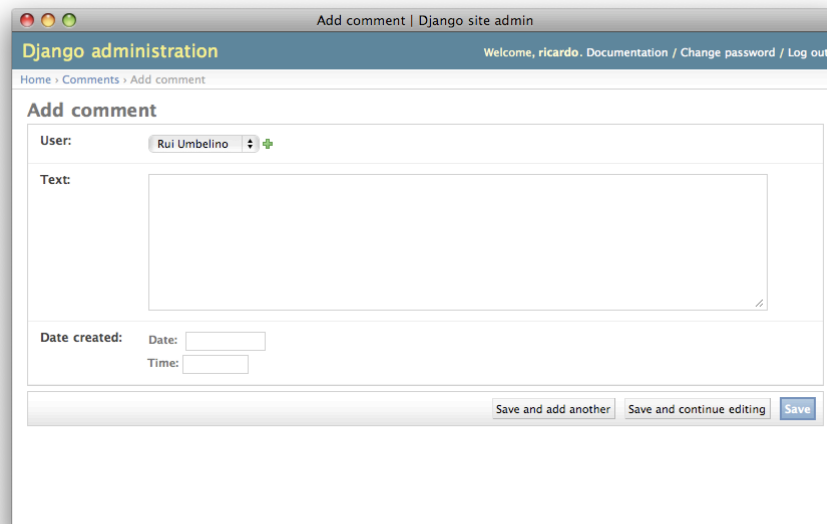 Add comment | Django site admin
Django administration
Welcome, ricardo. Documentation / Change password / Log out
Home › Comments › Add comment
Add comment
User: Rui Umbelino
Text:
Date created: Date:
Time:
Save and add another Save and continue editing Save